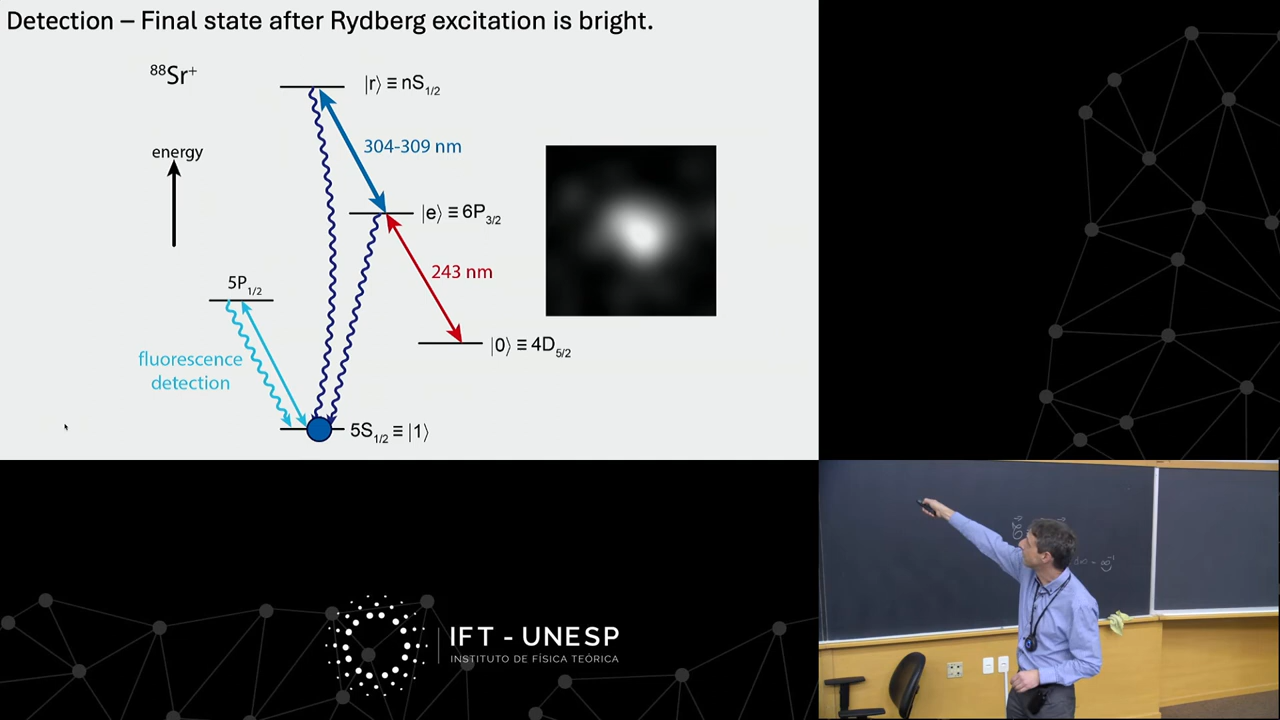 Detection – Final state after Rydberg excitation is bright.
⁸⁸Sr⁺
|r⟩ ≡ nS₁/₂
304-309 nm
energy
|e⟩ ≡ 6P₃/₂
243 nm
5P₁/₂
|0⟩ ≡ 4D₅/₂
fluorescence
detection
5S₁/₂ ≡ |1⟩
IFT - UNESP
INSTITUTO DE FÍSICA TEÓRICA